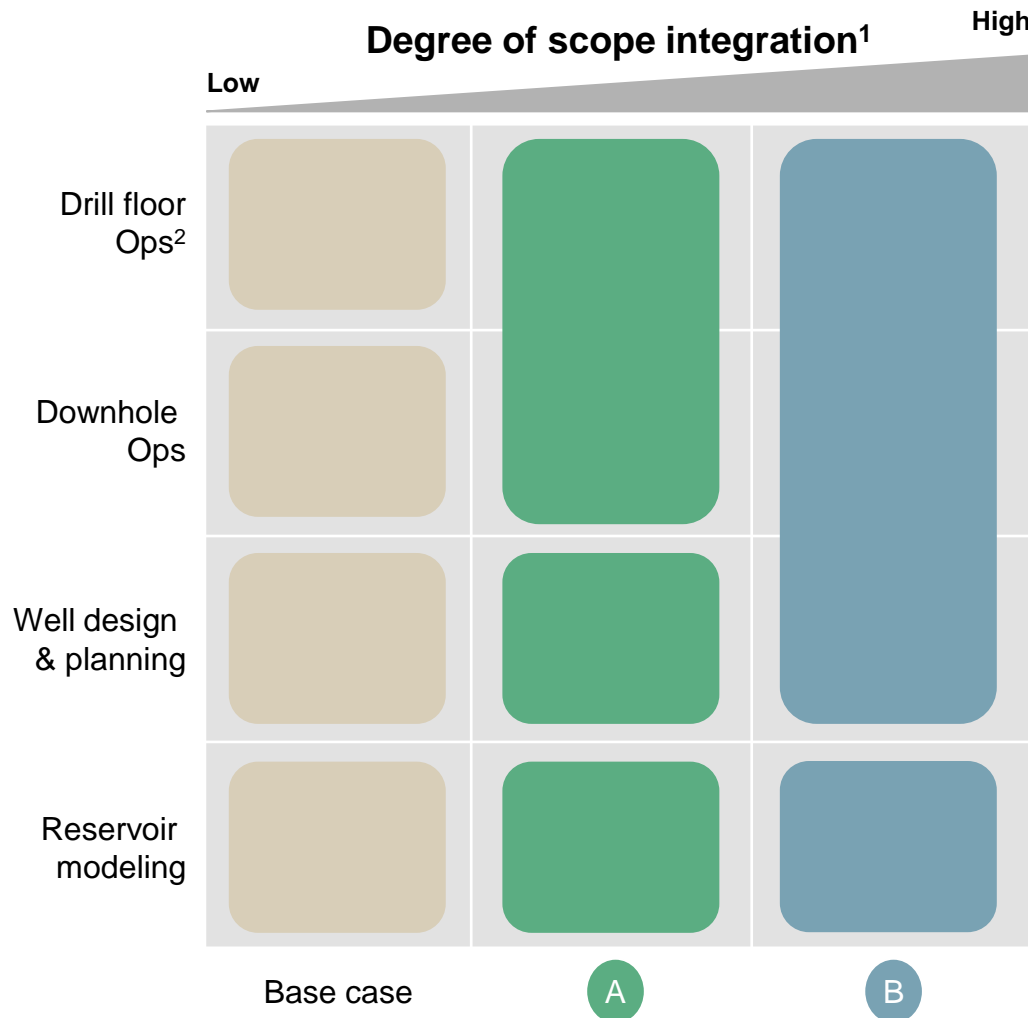 Degree of scope integration¹
High
Low
Drill floor
Ops²
Downhole
Ops
Well design
& planning
Reservoir
modeling
Base case
A
B